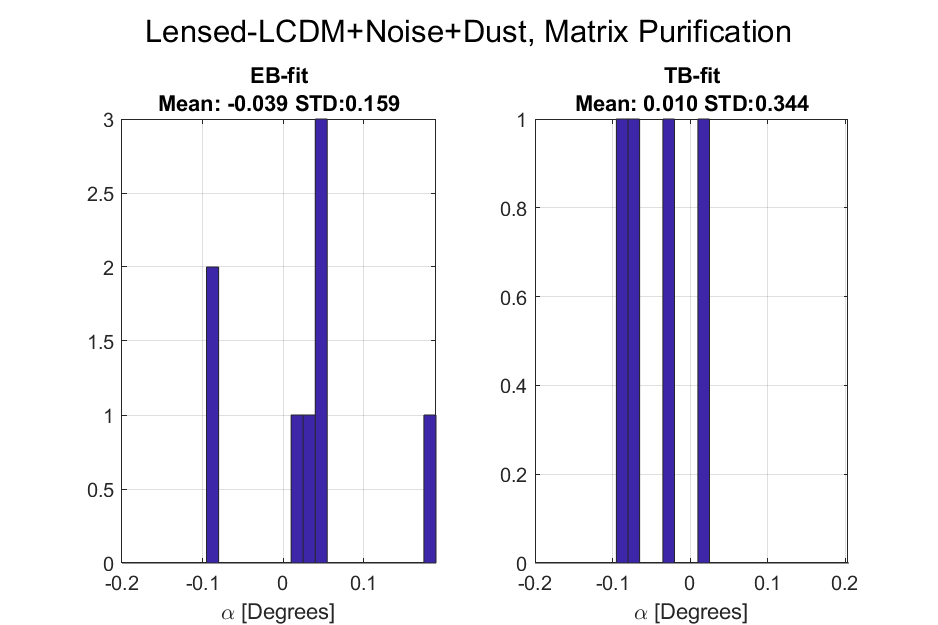 Lensed-LCDM+Noise+Dust, Matrix Purification
EB-fit
Mean: -0.039 STD:0.159
3
2.5
2
1.5
1
0.5
0
-0.2 -0.1 0 0.1
α [Degrees]
TB-fit
Mean: 0.010 STD:0.344
1
0.8
0.6
0.4
0.2
0
-0.2 -0.1 0 0.1 0.2
α [Degrees]